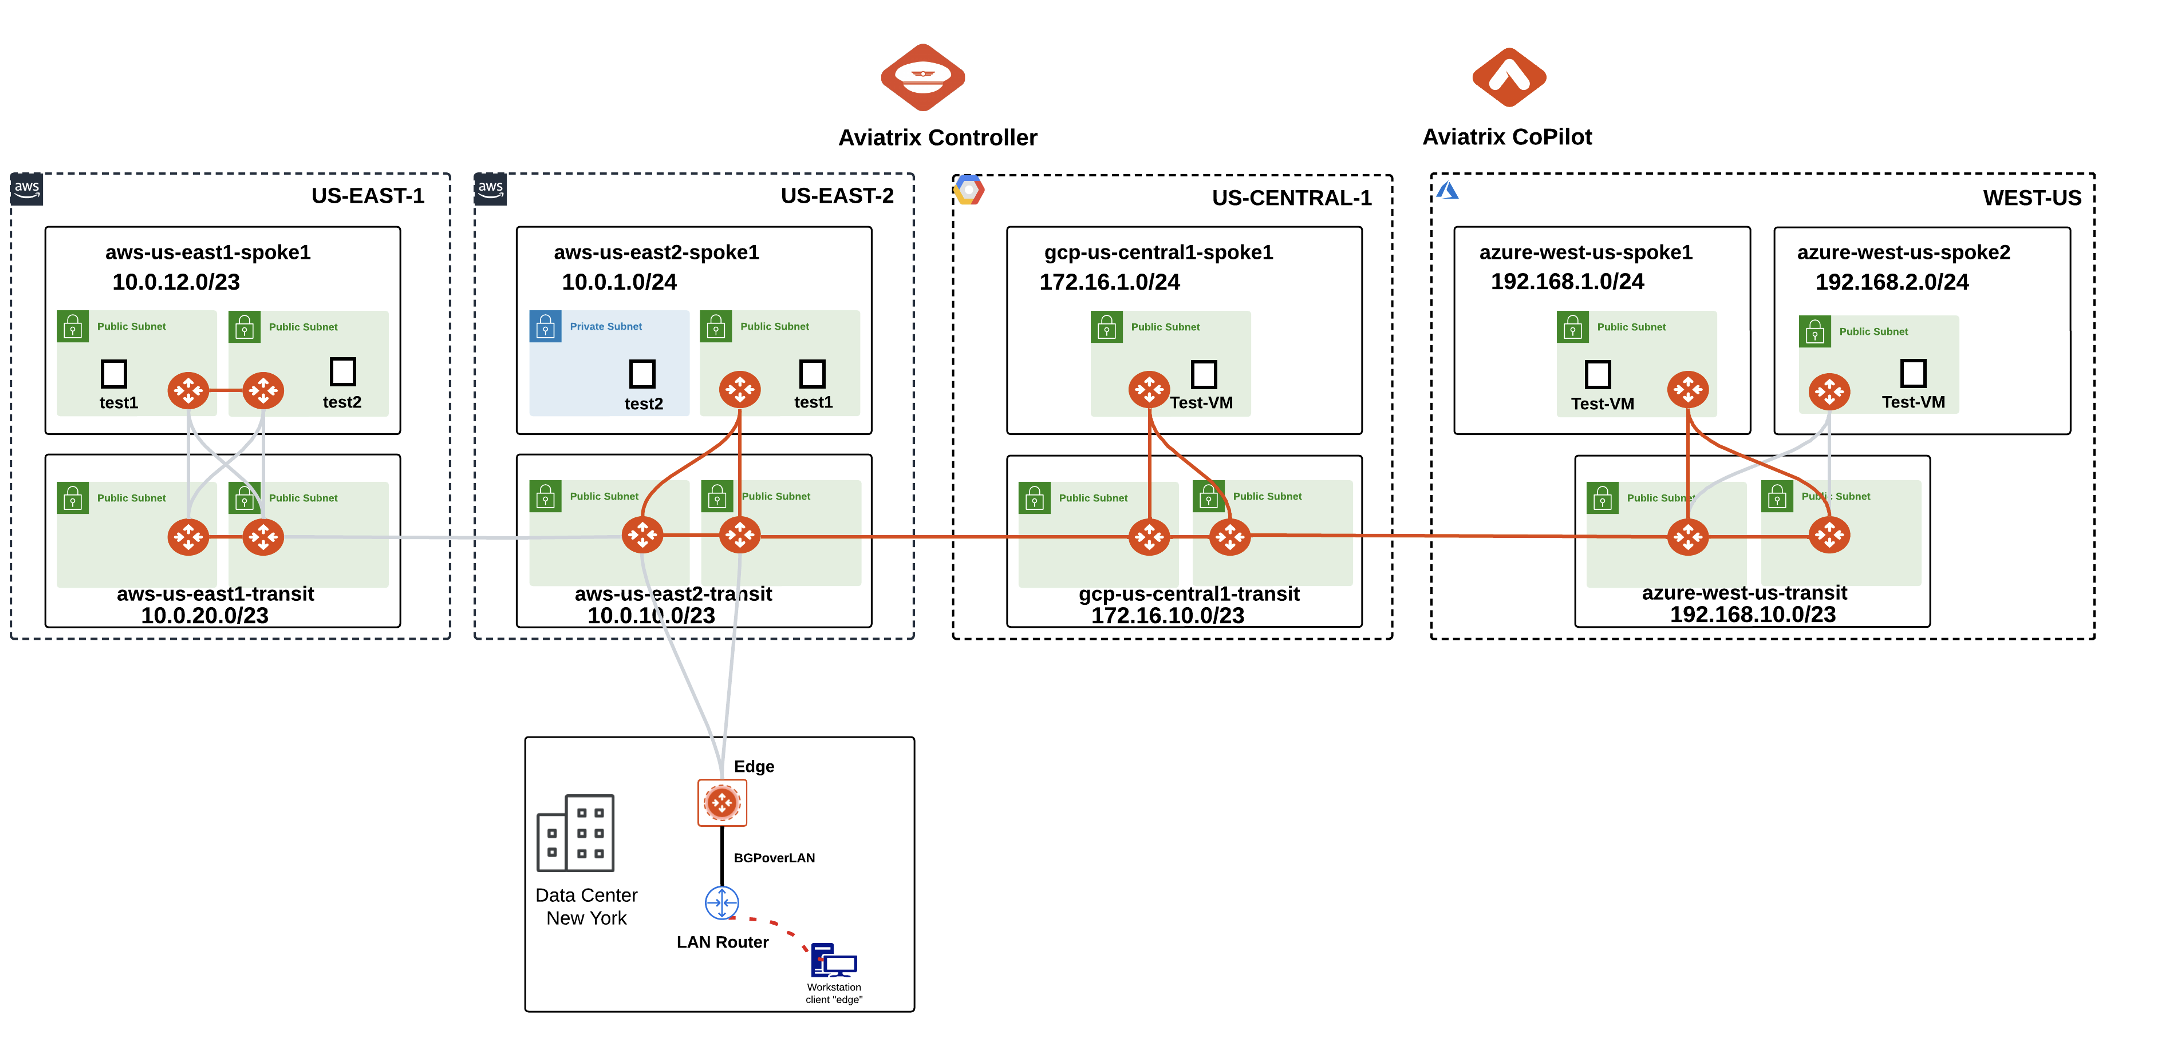 Aviatrix Controller
Aviatrix CoPilot
aws
US-EAST-1
aws-us-east1-spoke1
10.0.12.0/23
Public Subnet
Public Subnet
test1
test2
Public Subnet
Public Subnet
aws-us-east1-transit
10.0.20.0/23
aws
US-EAST-2
aws-us-east2-spoke1
10.0.1.0/24
Private Subnet
Public Subnet
test2
test1
Public Subnet
Public Subnet
aws-us-east2-transit
10.0.10.0/23
US-CENTRAL-1
gcp-us-central1-spoke1
172.16.1.0/24
Public Subnet
Test-VM
Public Subnet
Public Subnet
gcp-us-central1-transit
172.16.10.0/23
WEST-US
azure-west-us-spoke1
192.168.1.0/24
Public Subnet
Test-VM
azure-west-us-spoke2
192.168.2.0/24
Public Subnet
Test-VM
Public Subnet
Public Subnet
azure-west-us-transit
192.168.10.0/23
Edge
BGPoverLAN
Data Center
New York
LAN Router
Workstation
client "edge"